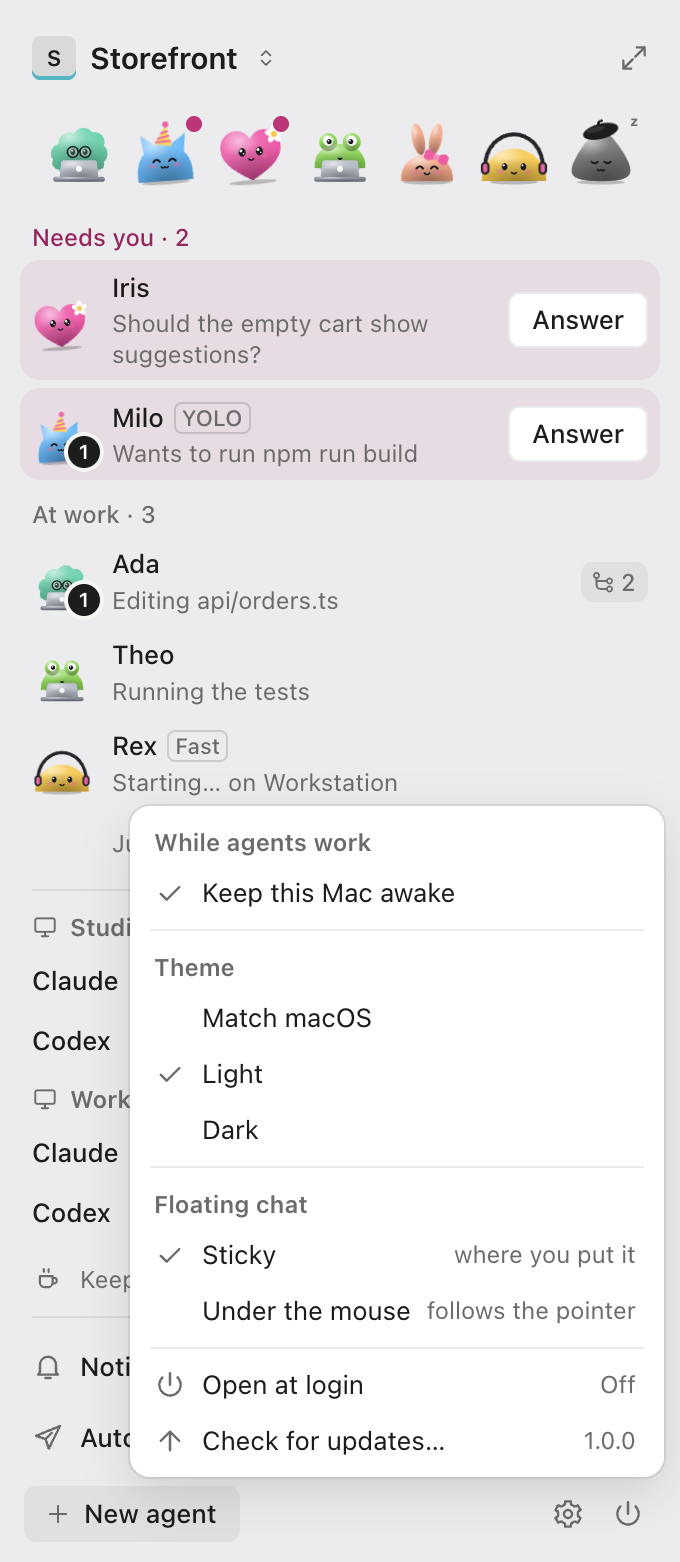 S Storefront
z
Needs you · 2
Iris
Should the empty cart show
suggestions?
Answer
Milo YOLO
1
Wants to run npm run build
Answer
At work · 3
Ada
1
Editing api/orders.ts
2
Theo
Running the tests
Rex Fast
Starting... on Workstation
While agents work
Keep this Mac awake
Theme
Match macOS
Light
Dark
Floating chat
Sticky where you put it
Under the mouse follows the pointer
Open at login Off
Check for updates... 1.0.0
Claude
Codex
Claude
Codex
New agent